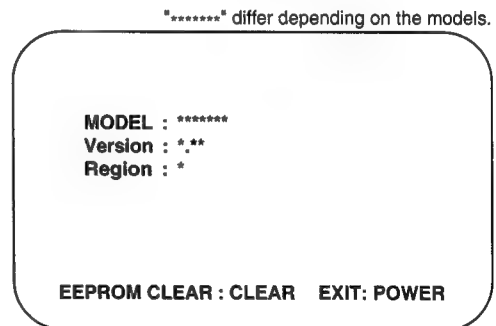 "*******" differ depending on the models.
MODEL : *******
Version : *.**
Region : *
EEPROM CLEAR : CLEAR EXIT: POWER